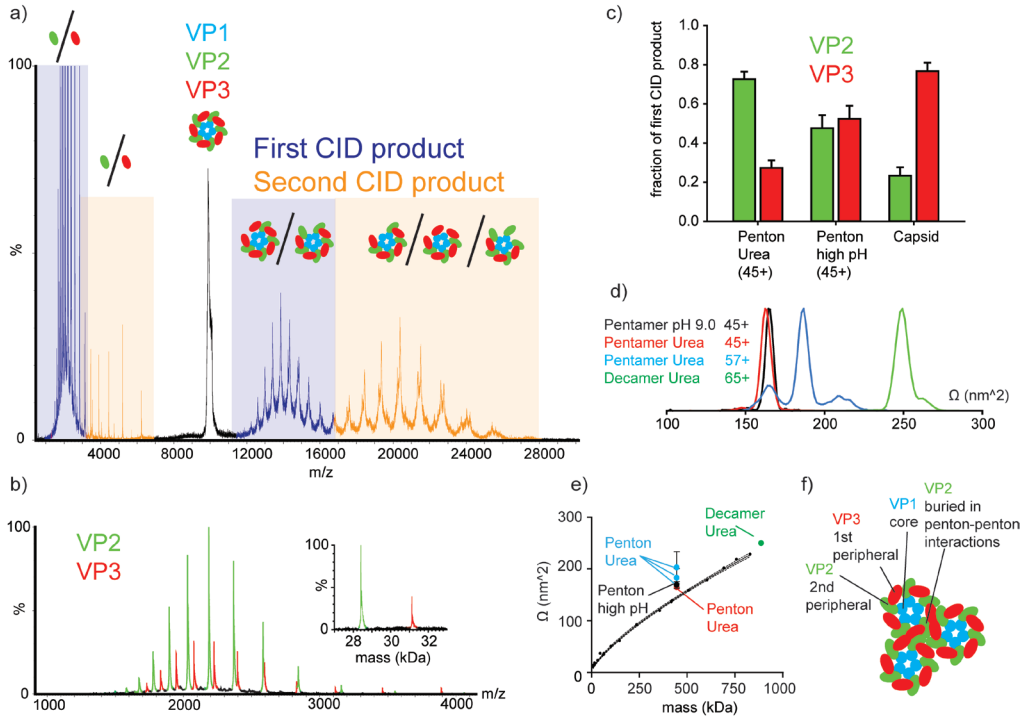 a)
VP1
VP2
VP3
First CID product
Second CID product
100
%
0
4000 8000 12000 16000 20000 24000 28000
m/z
b)
VP2
VP3
100
%
0
1000 2000 3000 4000 m/z
100
%
0
28 30 32
mass (kDa)
c)
VP2
VP3
fraction of first CID product
1.0
0.8
0.6
0.4
0.2
0.0
Penton Urea (45+)
Penton high pH (45+)
Capsid
d)
Pentamer pH 9.0 45+
Pentamer Urea 45+
Pentamer Urea 57+
Decamer Urea 65+
Ω (nm^2)
100 150 200 250 300
e)
Ω (nm^2)
300
200
100
0
Decamer
Urea
Penton
Urea
Penton
high pH
Penton
Urea
0 250 500 750 1000
mass (kDa)
f)
VP2
buried in
penton-penton
interactions
VP1
core
VP3
1st
peripheral
VP2
2nd
peripheral